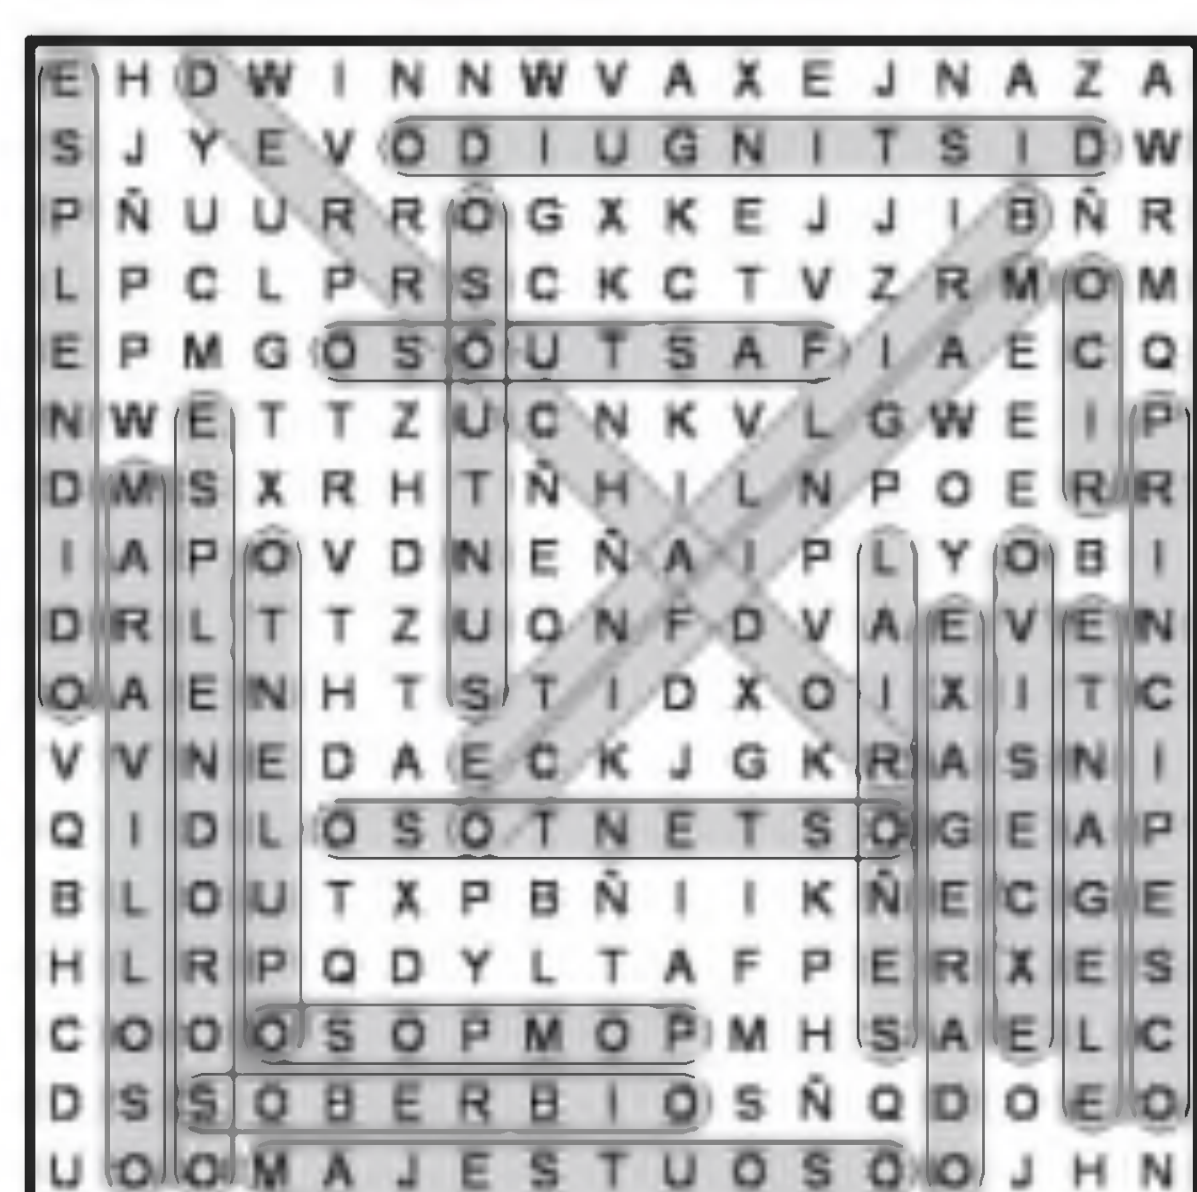 E H D W I N N W V A X E J N A Z A
S J Y E V O D I U G N I T S I D W
P Ñ U U R R O G X K E J J I B Ñ R
L P C L P R S C K C T V Z R M O M
E P M G O S O U T S A F I A E C Q
N W E T T Z U C N K V L G W E I P
D M S X R H T Ñ H I L N P O E R R
I A P O V D N E Ñ A I P L Y O B I
D R L T T Z U O N F D V A E V E N
O A E N H T S T I D X O I X I T C
V V N E D A E C K J G K R A S N I
Q I D L O S O T N E T S O G E A P
B L O U T X P B Ñ I I K Ñ E C G E
H L R P Q D Y L T A F P E R X E S
C O O O S O P M O P M H S A E L C
D S S O B E R B I O S Ñ Q D O E O
U O O M A J E S T U O S O O J H N